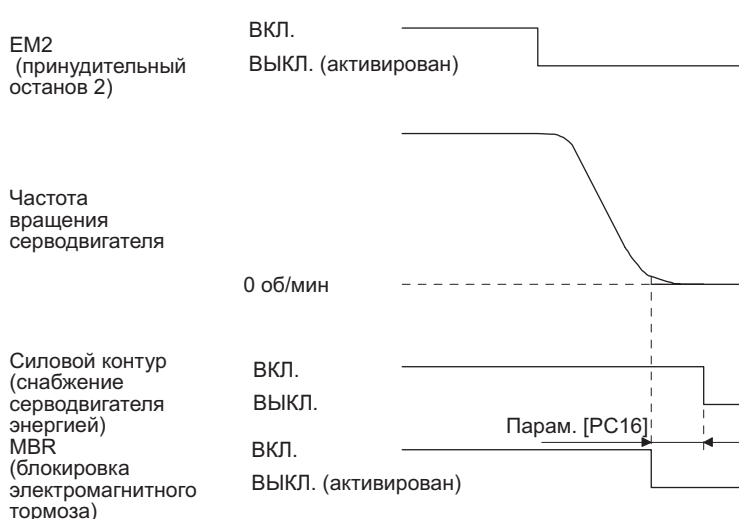 EM2
(принудительный
останов 2)
ВКЛ.
ВЫКЛ. (активирован)
Частота
вращения
серводвигателя
0 об/мин
Силовой контур
(снабжение
серводвигателя
энергией)
ВКЛ.
ВЫКЛ.
Парам. [PC16]
MBR
(блокировка
электромагнитного
тормоза)
ВКЛ.
ВЫКЛ. (активирован)